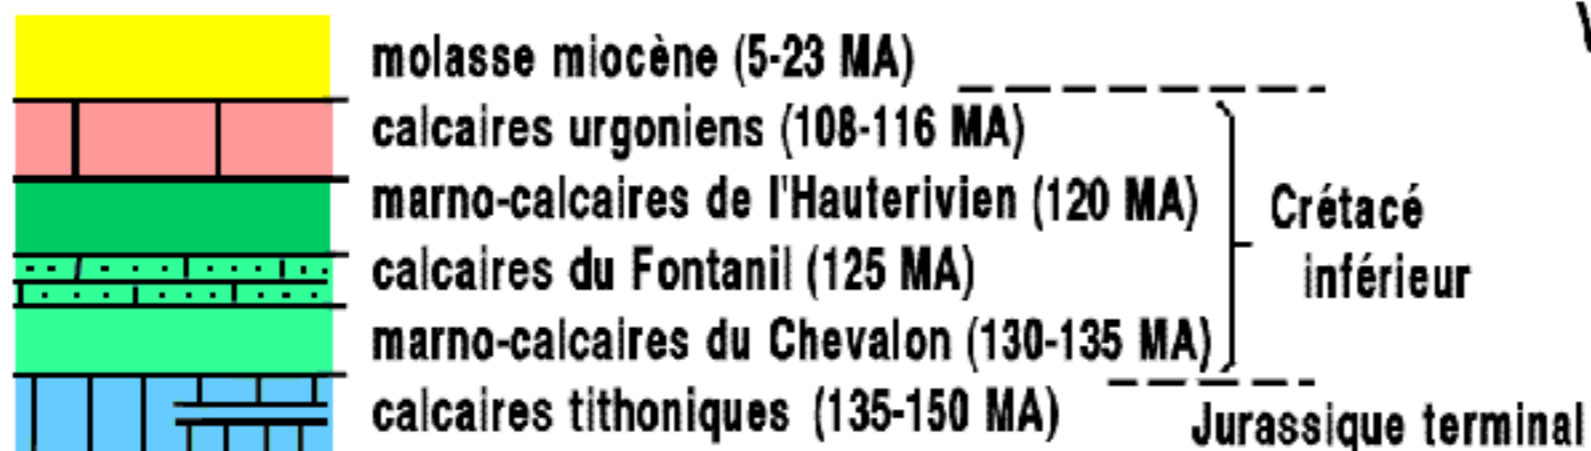 molasse miocène (5-23 MA)
calcaires urgoniens (108-116 MA)
marno-calcaires de l'Hauterivien (120 MA)
calcaires du Fontanil (125 MA)
marno-calcaires du Chevalon (130-135 MA)
calcaires tithoniques (135-150 MA)
Crétacé
inférieur
Jurassique terminal